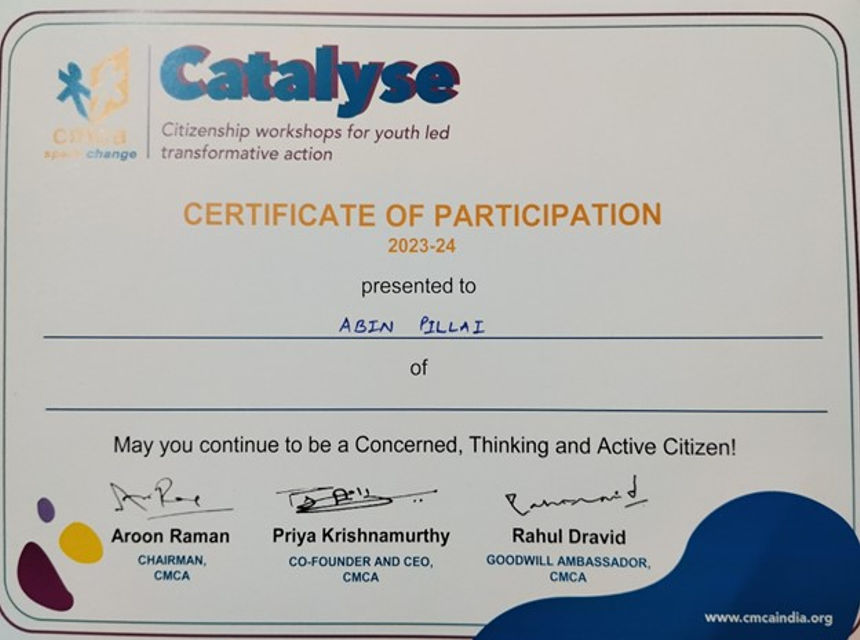 Catalyse
cmca
spark change
Citizenship workshops for youth led
transformative action
CERTIFICATE OF PARTICIPATION
2023-24
presented to
ABIN PILLAI
of
May you continue to be a Concerned, Thinking and Active Citizen!
Aroon Raman
CHAIRMAN,
CMCA
Priya Krishnamurthy
CO-FOUNDER AND CEO,
CMCA
Rahul Dravid
GOODWILL AMBASSADOR,
CMCA
www.cmcaindia.org